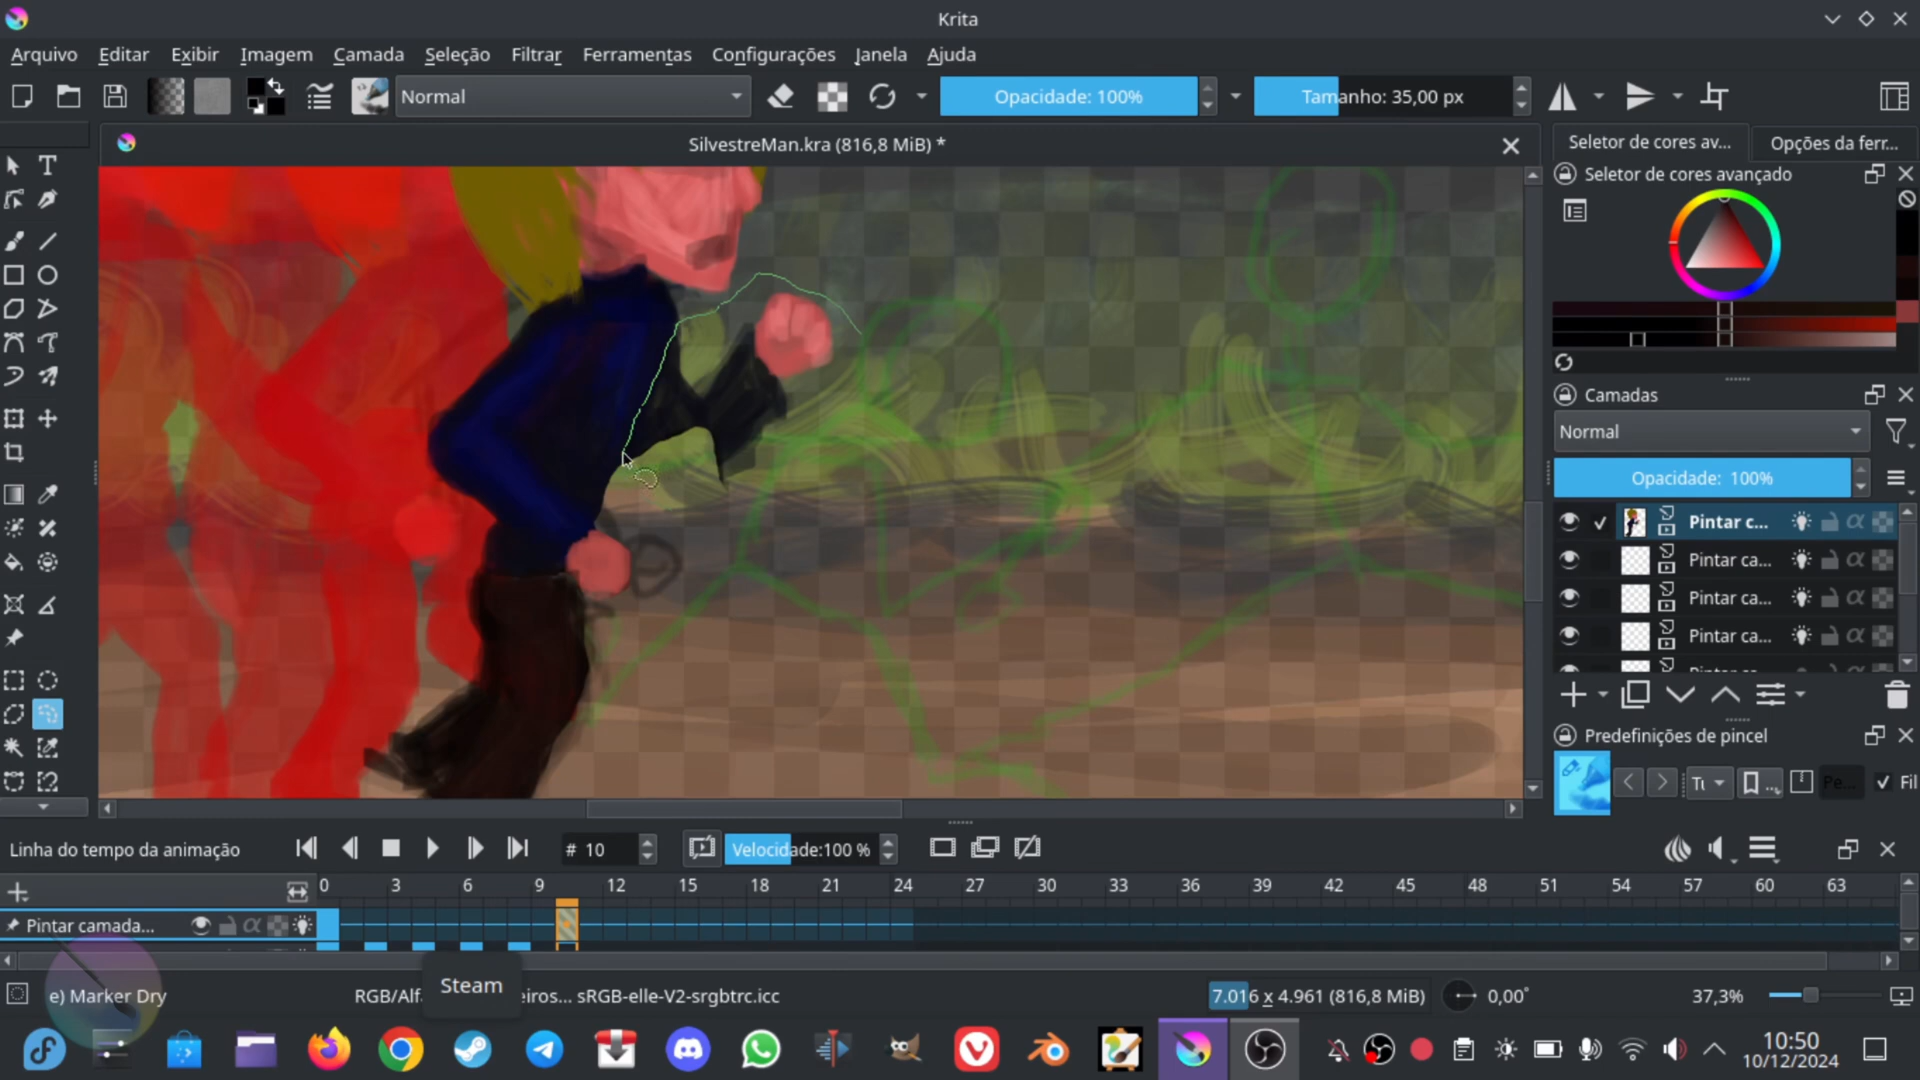 Krita
Arquivo Editar Exibir Imagem Camada Seleção Filtrar Ferramentas Configurações Janela Ajuda
Normal
Opacidade: 100%
Tamanho: 35,00 px
SilvestreMan.kra (816,8 MiB) *
Seletor de cores av...
Opções da ferr...
Seletor de cores avançado
Camadas
Normal
Opacidade: 100%
Pintar c...
Pintar ca...
Pintar ca...
Pintar ca...
Predefinições de pincel
Pe...
Fil
Linha do tempo da animação
# 10
Velocidade:100 %
0 3 6 9 12 15 18 21 24 27 30 33 36 39 42 45 48 51 54 57 60 63
Pintar camada...
e) Marker Dry
RGB/Alf
Steam
eiros... sRGB-elle-V2-srgbtrc.icc
7.016 x 4.961 (816,8 MiB)
0,00°
37,3%
10:50
10/12/2024